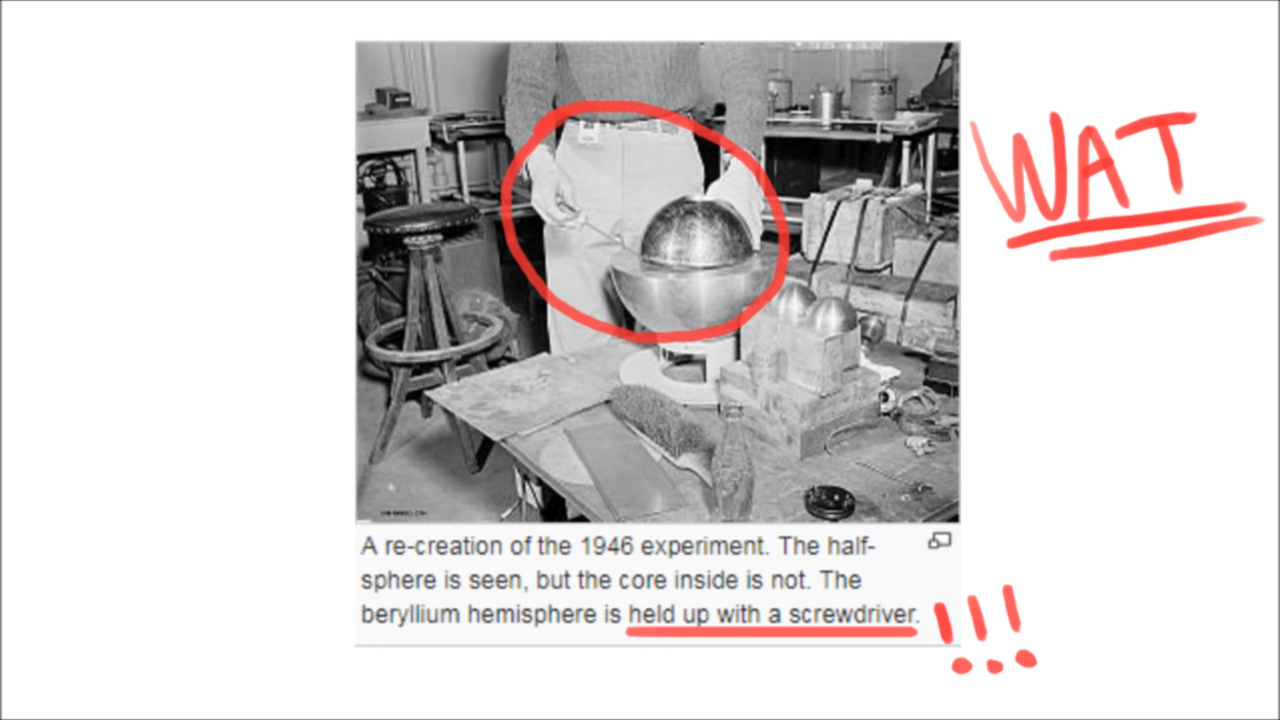 WAT
A re-creation of the 1946 experiment. The half-
sphere is seen, but the core inside is not. The
beryllium hemisphere is held up with a screwdriver.
!!!